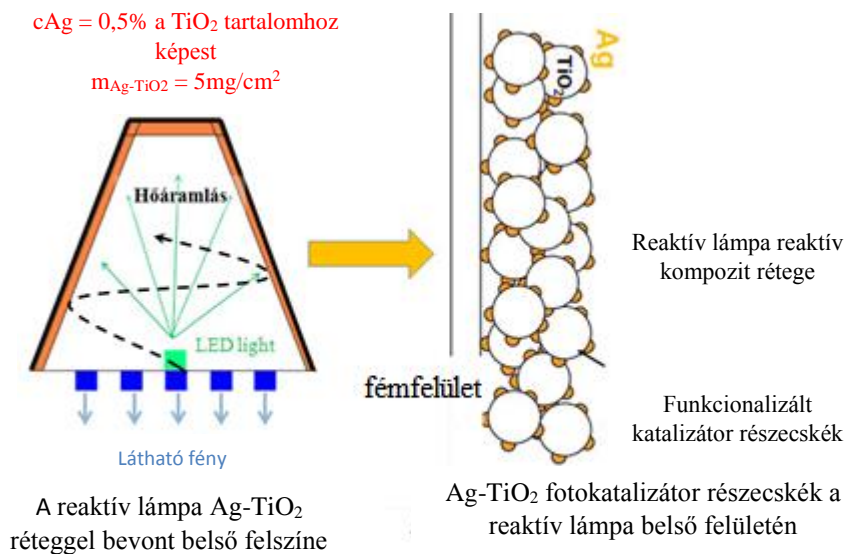 cAg = 0,5% a TiO₂ tartalomhoz
képest
mAg-TiO2 = 5mg/cm²
Hőáramlás
LED light
Látható fény
A reaktív lámpa Ag-TiO₂
réteggel bevont belső felszíne
Ag
TiO₂
fémfelület
Reaktív lámpa reaktív
kompozit rétege
Funkcionalizált
katalizátor részecskék
Ag-TiO₂ fotokatalizátor részecskék a
reaktív lámpa belső felületén